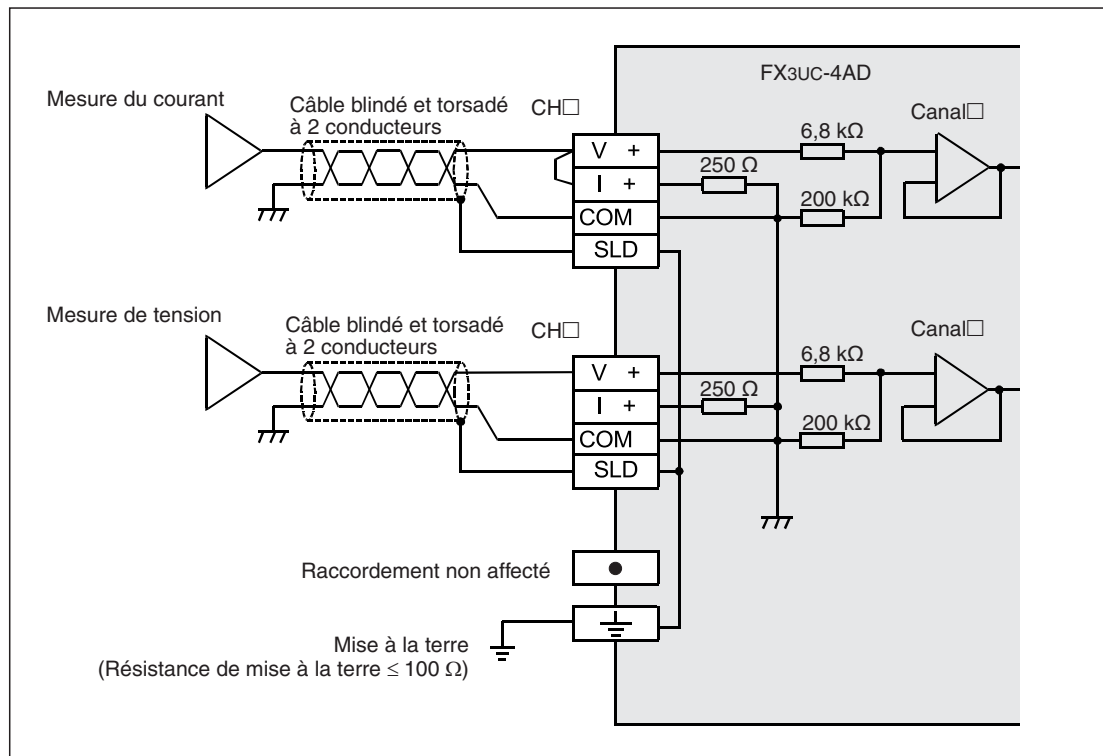 FX3UC-4AD
Mesure du courant
Câble blindé et torsadé
à 2 conducteurs
CH□
Canal□
V +
6,8 kΩ
I +
250 Ω
COM
200 kΩ
SLD
Mesure de tension
Câble blindé et torsadé
à 2 conducteurs
CH□
Canal□
V +
6,8 kΩ
I +
250 Ω
COM
200 kΩ
SLD
Raccordement non affecté
Mise à la terre
(Résistance de mise à la terre ≤ 100 Ω)